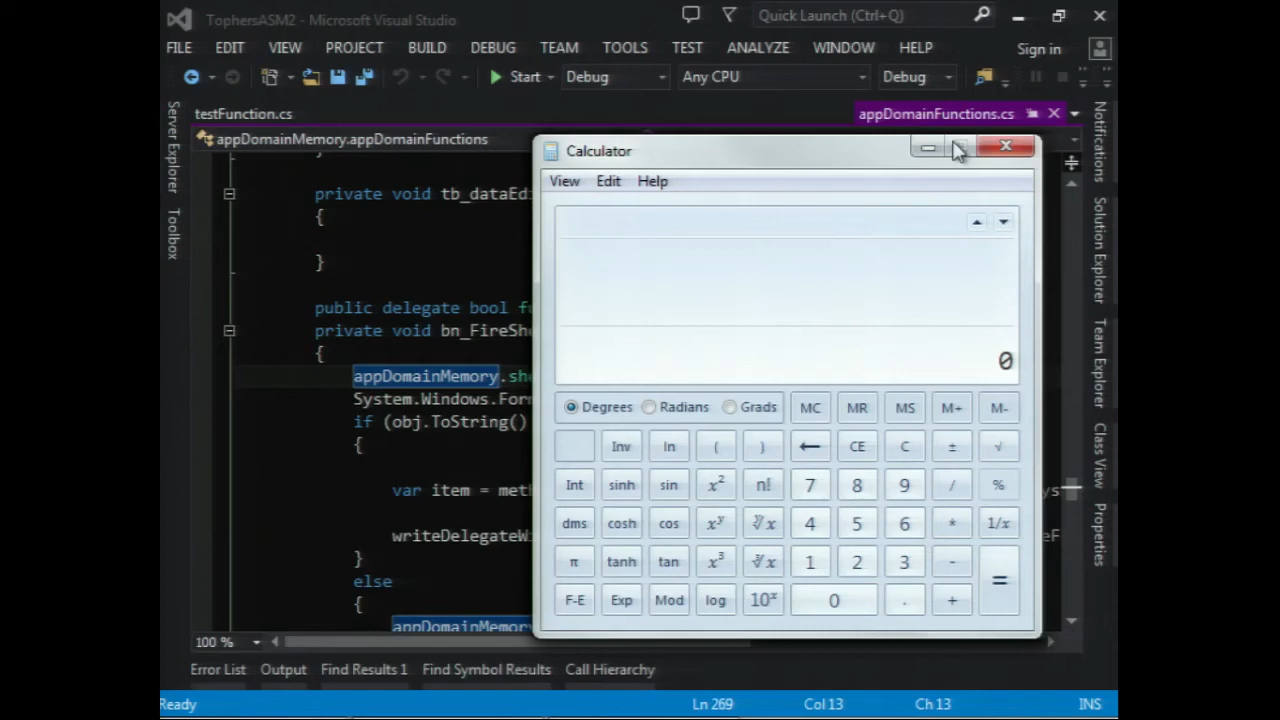 TophersASM2 - Microsoft Visual Studio
Quick Launch (Ctrl+Q)
FILE EDIT VIEW PROJECT BUILD DEBUG TEAM TOOLS TEST ANALYZE WINDOW HELP Sign in
Start Debug Any CPU Debug
testFunction.cs appDomainFunctions.cs
appDomainMemory.appDomainFunctions
Server Explorer
Toolbox
private void tb_dataEdi
{
}
public delegate bool fu
private void bn_FireShe
{
appDomainMemory.she
System.Windows.Form
if (obj.ToString()
{
var item = meth
writeDelegateWi
}
else
{
appDomainMemory
Calculator
View Edit Help
0
Degrees Radians Grads MC MR MS M+ M-
Inv ln ( ) ← CE C ± √
Int sinh sin x² n! 7 8 9 / %
dms cosh cos xʸ ʸ√x 4 5 6 * 1/x
π tanh tan x³ ³√x 1 2 3 - =
F-E Exp Mod log 10ˣ 0 . +
Notifications
Solution Explorer
Team Explorer
Class View
Properties
100 %
Error List Output Find Results 1 Find Symbol Results Call Hierarchy
Ready Ln 269 Col 13 Ch 13 INS